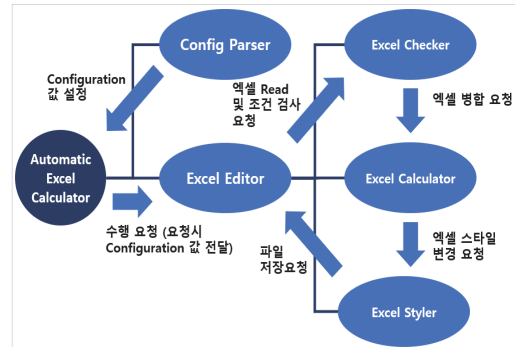 Config Parser
Excel Checker
Configuration
값 설정
엑셀 Read
및 조건 검사
요청
엑셀 병합 요청
Automatic
Excel
Calculator
Excel Editor
Excel Calculator
수행 요청 (요청시
Configuration 값 전달)
파일
저장요청
엑셀 스타일
변경 요청
Excel Styler